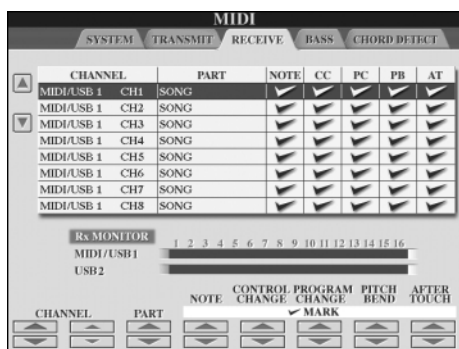 MIDI
SYSTEM TRANSMIT RECEIVE BASS CHORD DETECT
CHANNEL PART NOTE CC PC PB AT
MIDI/USB 1 CH1 SONG
MIDI/USB 1 CH2 SONG
MIDI/USB 1 CH3 SONG
MIDI/USB 1 CH4 SONG
MIDI/USB 1 CH5 SONG
MIDI/USB 1 CH6 SONG
MIDI/USB 1 CH7 SONG
MIDI/USB 1 CH8 SONG
Rx MONITOR 1 2 3 4 5 6 7 8 9 10 11 12 13 14 15 16
MIDI/USB1
USB2
CHANNEL PART NOTE CONTROL CHANGE PROGRAM CHANGE PITCH BEND AFTER TOUCH
MARK